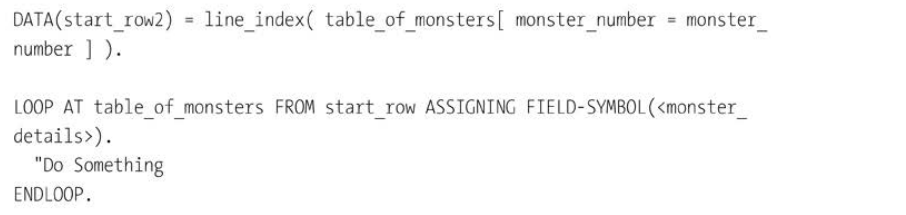 DATA(start_row2) = line_index( table_of_monsters[ monster_number = monster_
number ] ).
LOOP AT table_of_monsters FROM start_row ASSIGNING FIELD-SYMBOL(<monster_
details>).
"Do Something
ENDLOOP.